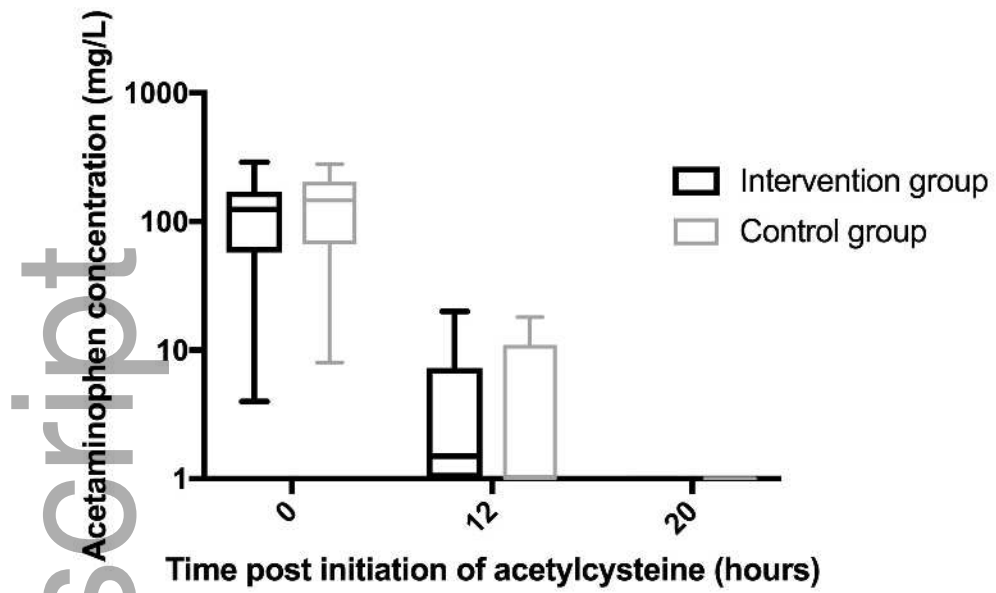 Acetaminophen concentration (mg/L)
1000
100
10
1
0
12
20
Time post initiation of acetylcysteine (hours)
Intervention group
Control group
script